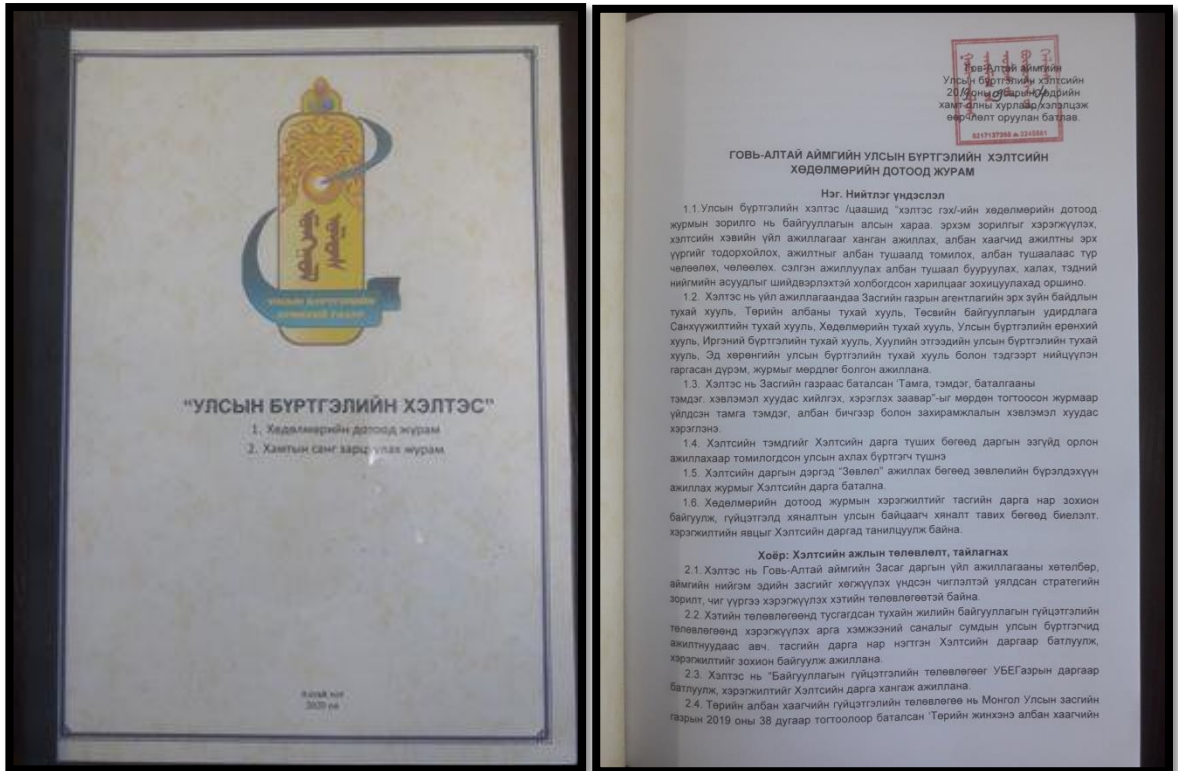 УЛСЫН БҮРТГЭЛИЙН
ЕРӨНХИЙ ГАЗАР
"УЛСЫН БҮРТГЭЛИЙН ХЭЛТЭС"
1. Хөдөлмөрийн дотоод журам
2. Хамтын санг зарцуулах журам
Алтай хот
2020 он
Говь-Алтай аймгийн
Улсын бүртгэлийн хэлтсийн
хамт олны хурлаар хэлэлцэж
өөрчлөлт оруулан батлав.
ГОВЬ-АЛТАЙ АЙМГИЙН УЛСЫН БҮРТГЭЛИЙН ХЭЛТСИЙН
ХӨДӨЛМӨРИЙН ДОТООД ЖУРАМ
Нэг. Нийтлэг үндэслэл
1.1.Улсын бүртгэлийн хэлтэс /цаашид "хэлтэс гэх/-ийн хөдөлмөрийн дотоод
журмын зорилго нь байгууллагын алсын хараа. эрхэм зорилгыг хэрэгжүүлэх,
хэлтсийн хэвийн үйл ажиллагааг ханган ажиллах, албан хаагчид ажилтны эрх
үүргийг тодорхойлох, ажилтныг албан тушаалд томилох, албан тушаалаас түр
чөлөөлөх, чөлөөлөх. сэлгэн ажиллуулах албан тушаал бууруулах, халах, тэдний
нийгмийн асуудлыг шийдвэрлэхтэй холбогдсон харилцааг зохицуулахад оршино.
1.2. Хэлтэс нь үйл ажиллагаандаа Засгийн газрын агентлагийн эрх зүйн байдлын
тухай хууль, Төрийн албаны тухай хууль, Төсвийн байгууллагын удирдлага
Санхүүжилтийн тухай хууль, Хөдөлмөрийн тухай хууль, Улсын бүртгэлийн ерөнхий
хууль, Иргэний бүртгэлийн тухай хууль, Хуулийн этгээдийн улсын бүртгэлийн тухай
хууль, Эд хөрөнгийн улсын бүртгэлийн тухай хууль болон тэдгээрт нийцүүлэн
гаргасан дүрэм, журмыг мөрдлөг болгон ажиллана.
1.3. Хэлтэс нь Засгийн газраас баталсан 'Тамга, тэмдэг, баталгааны
тэмдэг. хэвлэмэл хуудас хийлгэх, хэрэглэх заавар"-ыг мөрдөн тогтоосон журмаар
үйлдсэн тамга тэмдэг, албан бичгээр болон захирамжлалын хэвлэмэл хуудас
хэрэглэнэ.
1.4. Хэлтсийн тэмдгийг Хэлтсийн дарга түших бөгөөд даргын эзгүйд орлон
ажиллахаар томилогдсон улсын ахлах бүртгэгч түшнэ
1.5. Хэлтсийн даргын дэргэд "Зөвлөл" ажиллах бөгөөд зөвлөлийн бүрэлдэхүүн
ажиллах журмыг Хэлтсийн дарга батална.
1.6. Хөдөлмөрийн дотоод журмын хэрэгжилтийг тасгийн дарга нар зохион
байгуулж, гүйцэтгэлд хяналтын улсын байцаагч хяналт тавих бөгөөд биелэлт.
хэрэгжилтийн явцыг Хэлтсийн даргад танилцуулж байна.
Хоёр: Хэлтсийн ажлын төлөвлөлт, тайлагнах
2.1. Хэлтэс нь Говь-Алтай аймгийн Засаг даргын үйл ажиллагааны хөтөлбөр,
аймгийн нийгэм эдийн засгийг хөгжүүлэх үндсэн чиглэлтэй уялдсан стратегийн
зорилт, чиг үүргээ хэрэгжүүлэх хэтийн төлөвлөгөөтэй байна.
2.2. Хэтийн төлөвлөгөөнд тусгагдсан тухайн жилийн байгууллагын гүйцэтгэлийн
төлөвлөгөөнд хэрэгжүүлэх арга хэмжээний саналыг сумдын улсын бүртгэгчид
ажилтнуудаас авч. тасгийн дарга нар нэгтгэн Хэлтсийн даргаар батлуулж,
хэрэгжилтийг зохион байгуулж ажиллана.
2.3. Хэлтэс нь "Байгууллагын гүйцэтгэлийн төлөвлөгөөг УБЕГазрын даргаар
батлуулж, хэрэгжилтийг Хэлтсийн дарга хангаж ажиллана.
2.4. Төрийн албан хаагчийн гүйцэтгэлийн төлөвлөгөө нь Монгол Улсын засгийн
газрын 2019 оны 38 дугаар тогтоолоор баталсан 'Төрийн жинхэнэ албан хаагчийн